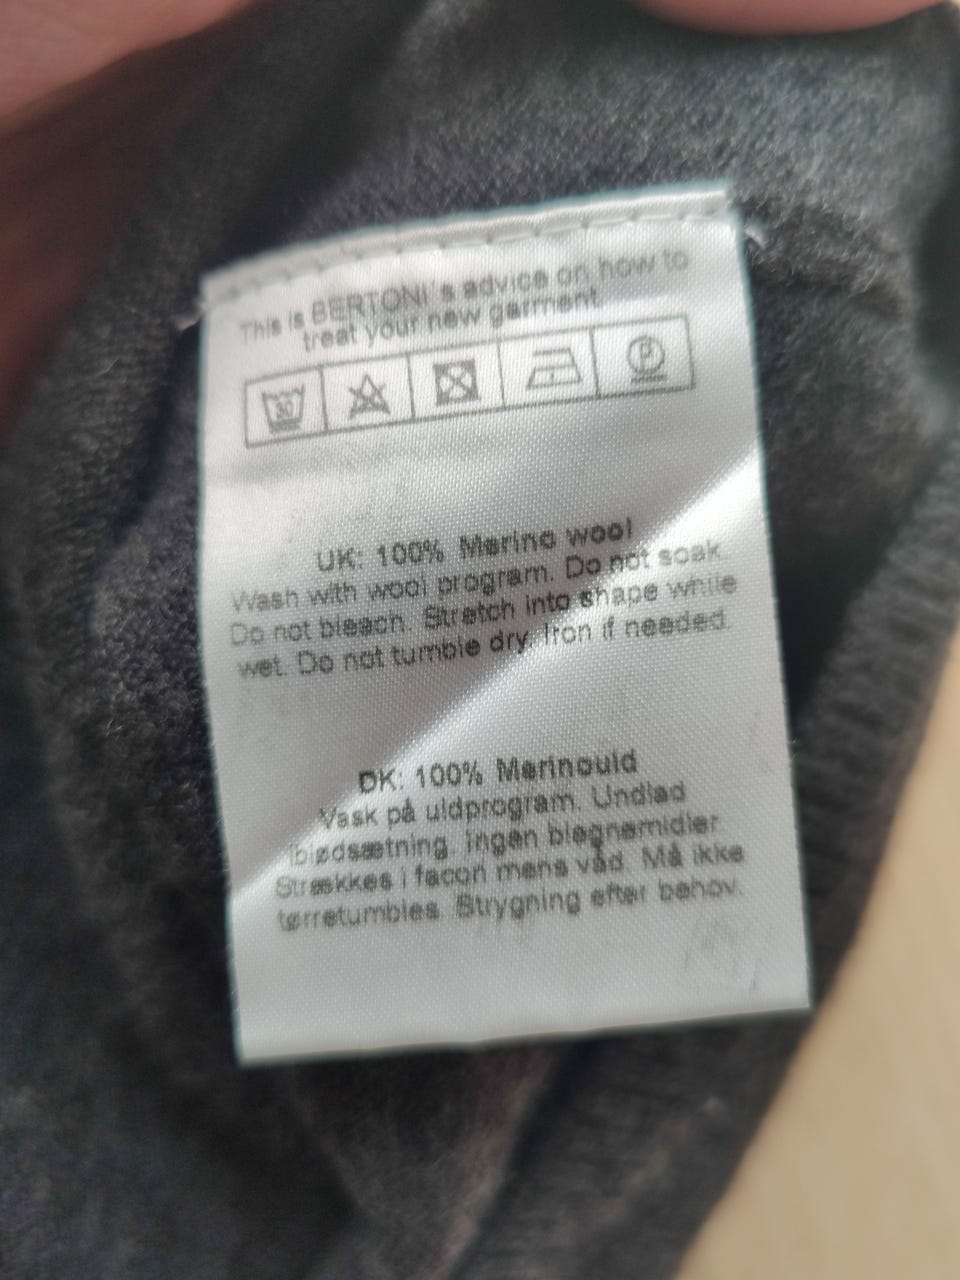 This is BERTONI's advice on how to
treat your new garment
30 P
UK: 100% Merino wool
Wash with wool program. Do not soak
Do not bleach. Stretch into shape while
wet. Do not tumble dry. Iron if needed.
DK: 100% Merinould
Vask på uldprogram. Undlad
iblødsætning. Ingen blegnemidler.
Strækkes i facon mens våd. Må ikke
tørretumbles. Strygning efter behov.